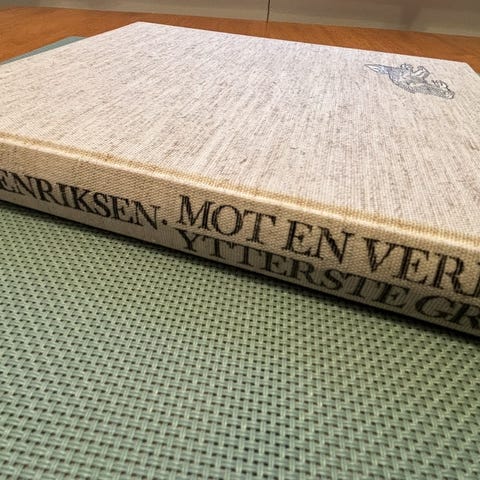 ENRIKSEN. MOT EN VER
YTTERSTE GR